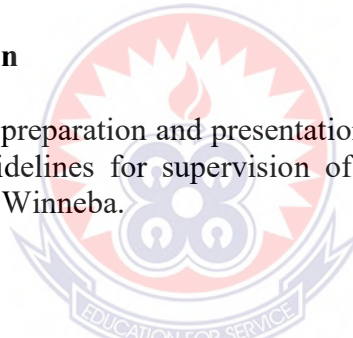 n
preparation and presentation
idelines for supervision of
Winneba.
EDUCATION FOR SERVICE